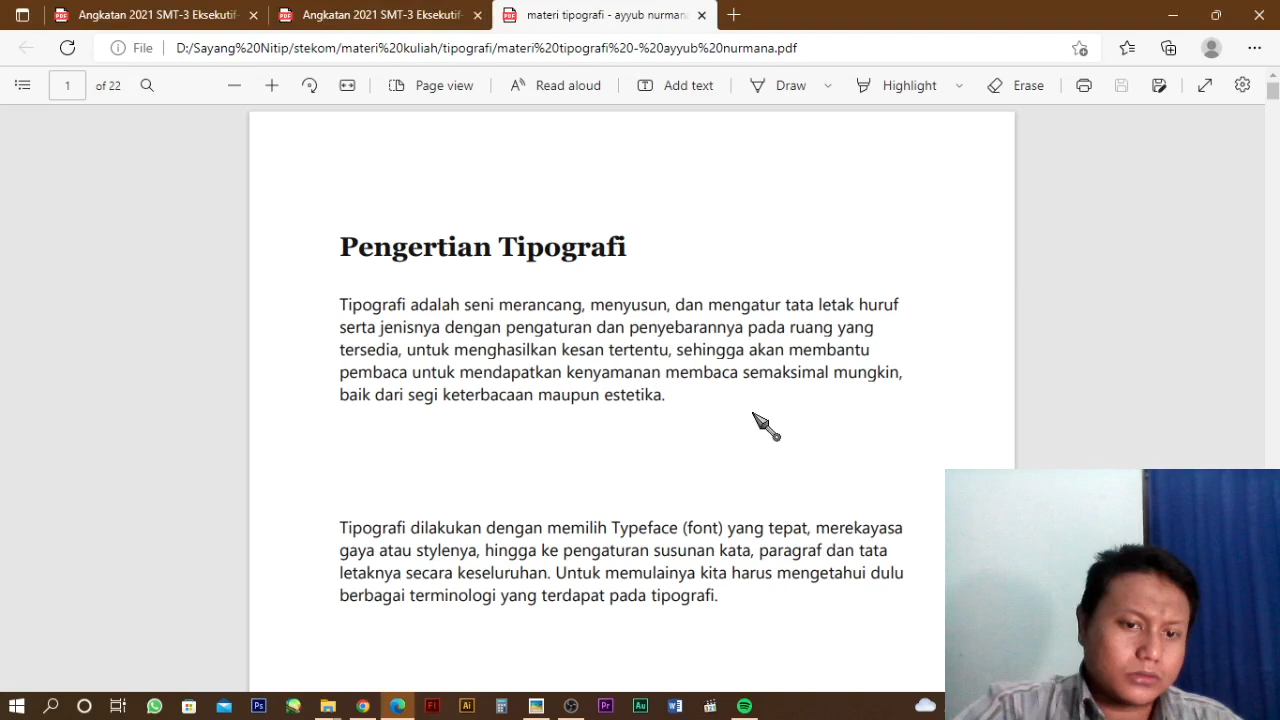 Angkatan 2021 SMT-3 Eksekutif-
Angkatan 2021 SMT-3 Eksekutif-
materi tipografi - ayyub nurmana
File
D:/Sayang%20Nitip/stekom/materi%20kuliah/tipografi/materi%20tipografi%20-%20ayyub%20nurmana.pdf
1 of 22
Page view
Read aloud
Add text
Draw
Highlight
Erase
Pengertian Tipografi
Tipografi adalah seni merancang, menyusun, dan mengatur tata letak huruf
serta jenisnya dengan pengaturan dan penyebarannya pada ruang yang
tersedia, untuk menghasilkan kesan tertentu, sehingga akan membantu
pembaca untuk mendapatkan kenyamanan membaca semaksimal mungkin,
baik dari segi keterbacaan maupun estetika.
Tipografi dilakukan dengan memilih Typeface (font) yang tepat, merekayasa
gaya atau stylenya, hingga ke pengaturan susunan kata, paragraf dan tata
letaknya secara keseluruhan. Untuk memulainya kita harus mengetahui dulu
berbagai terminologi yang terdapat pada tipografi.